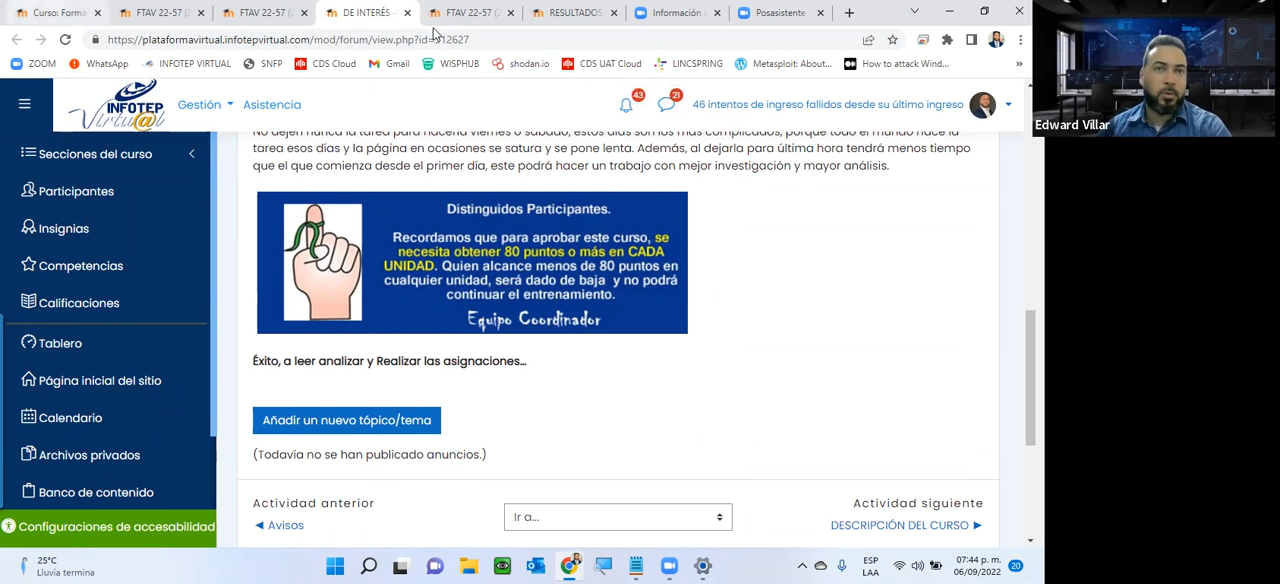 Curso: Forma
FTAV 22-57 (
FTAV 22-57 (2
DE INTERÉS -
FTAV 22-57 (
RESULTADOS
Información
Posasistente
https://plataformavirtual.infotepvirtual.com/mod/forum/view.php?id= 12627
ZOOM
WhatsApp
INFOTEP VIRTUAL
SNFP
CDS Cloud
Gmail
WISPHUB
shodan.io
CDS UAT Cloud
LINCSPRING
Metasploit: About...
How to attack Wind...
»
Edward Villar
INFOTEP
Virtu@l
Gestión
Asistencia
43
21
46 intentos de ingreso fallidos desde su último ingreso
Secciones del curso
Participantes
Insignias
Competencias
Calificaciones
Tablero
Página inicial del sitio
Calendario
Archivos privados
Banco de contenido
Configuraciones de accesabilidad
No dejen nunca la tarea para hacerla viernes o sábado, estos días son los más complicados, porque todo el mundo hace la
tarea esos días y la página en ocasiones se satura y se pone lenta. Además, al dejarla para última hora tendrá menos tiempo
que el que comienza desde el primer día, este podrá hacer un trabajo con mejor investigación y mayor análisis.
Distinguidos Participantes.
Recordamos que para aprobar este curso, se
necesita obtener 80 puntos o más en CADA
UNIDAD. Quien alcance menos de 80 puntos en
cualquier unidad, será dado de baja y no podrá
continuar el entrenamiento.
Equipo Coordinador
Éxito, a leer analizar y Realizar las asignaciones...
Añadir un nuevo tópico/tema
(Todavía no se han publicado anuncios.)
Actividad anterior
◄ Avisos
Ir a...
Actividad siguiente
DESCRIPCIÓN DEL CURSO ►
25°C
Lluvia termina
ESP
LAA
07:44 p. m.
06/09/2022
20